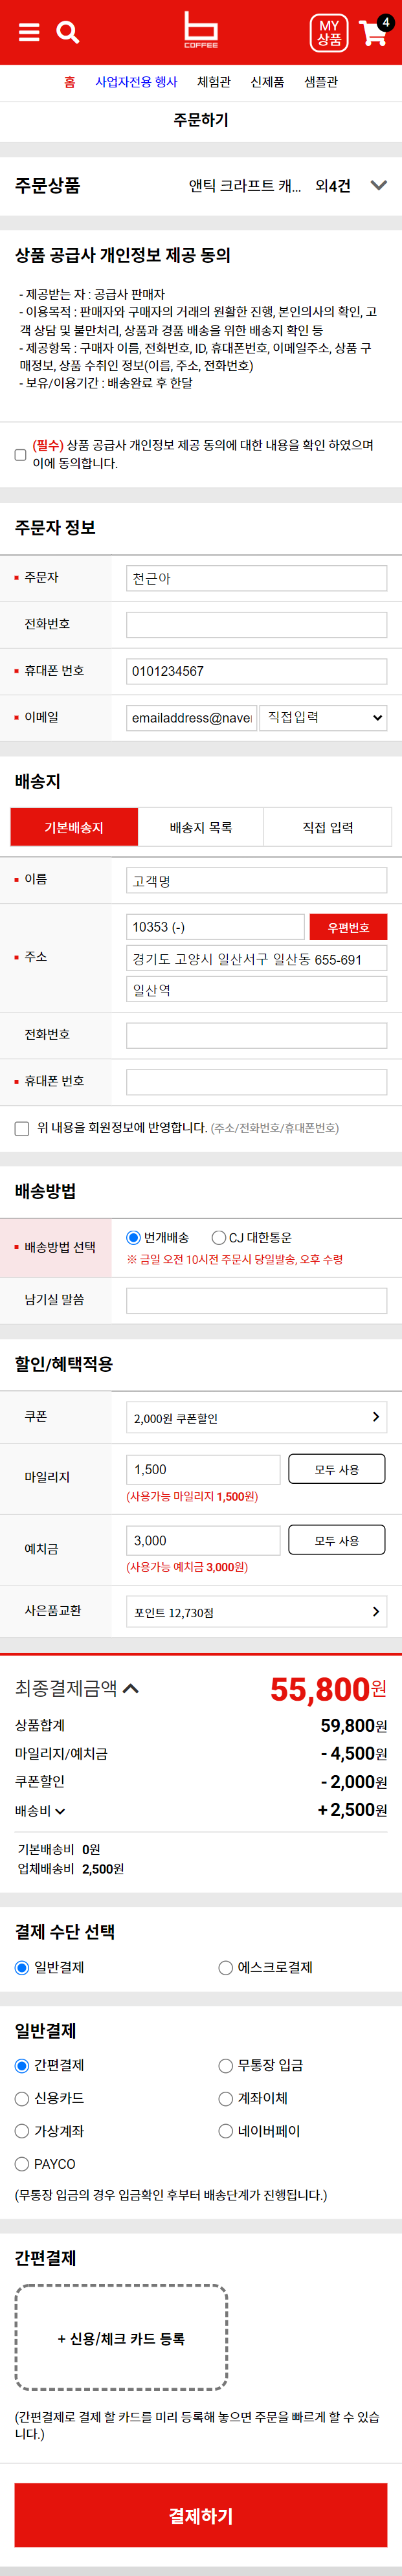 COFFEE
MY
상품
4
홈 사업자전용 행사 체험관 신제품 샘플관
주문하기
주문상품 앤틱 크라프트 캐... 외4건
상품 공급사 개인정보 제공 동의
- 제공받는 자 : 공급사 판매자
- 이용목적 : 판매자와 구매자의 거래의 원활한 진행, 본인의사의 확인, 고
객 상담 및 불만처리, 상품과 경품 배송을 위한 배송지 확인 등
- 제공항목 : 구매자 이름, 전화번호, ID, 휴대폰번호, 이메일주소, 상품 구
매정보, 상품 수취인 정보(이름, 주소, 전화번호)
- 보유/이용기간 : 배송완료 후 한달
(필수) 상품 공급사 개인정보 제공 동의에 대한 내용을 확인 하였으며
이에 동의합니다.
주문자 정보
주문자 천근아
전화번호
휴대폰 번호 0101234567
이메일 emailaddress@nave 직접입력
배송지
기본배송지 배송지 목록 직접 입력
이름 고객명
주소 10353 (-) 우편번호
경기도 고양시 일산서구 일산동 655-691
일산역
전화번호
휴대폰 번호
위 내용을 회원정보에 반영합니다. (주소/전화번호/휴대폰번호)
배송방법
배송방법 선택 번개배송 CJ 대한통운
※ 금일 오전 10시전 주문시 당일발송, 오후 수령
남기실 말씀
할인/혜택적용
쿠폰 2,000원 쿠폰할인
마일리지 1,500 모두 사용
(사용가능 마일리지 1,500원)
예치금 3,000 모두 사용
(사용가능 예치금 3,000원)
사은품교환 포인트 12,730점
최종결제금액 55,800원
상품합계 59,800원
마일리지/예치금 - 4,500원
쿠폰할인 - 2,000원
배송비 + 2,500원
기본배송비 0원
업체배송비 2,500원
결제 수단 선택
일반결제 에스크로결제
일반결제
간편결제 무통장 입금
신용카드 계좌이체
가상계좌 네이버페이
PAYCO
(무통장 입금의 경우 입금확인 후부터 배송단계가 진행됩니다.)
간편결제
+ 신용/체크 카드 등록
(간편결제로 결제 할 카드를 미리 등록해 놓으면 주문을 빠르게 할 수 있습
니다.)
결제하기